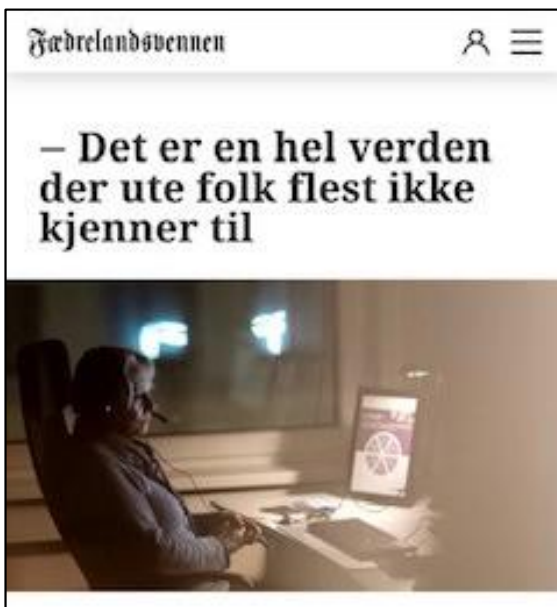 Fædrelandsvennen
– Det er en hel verden
der ute folk flest ikke
kjenner til